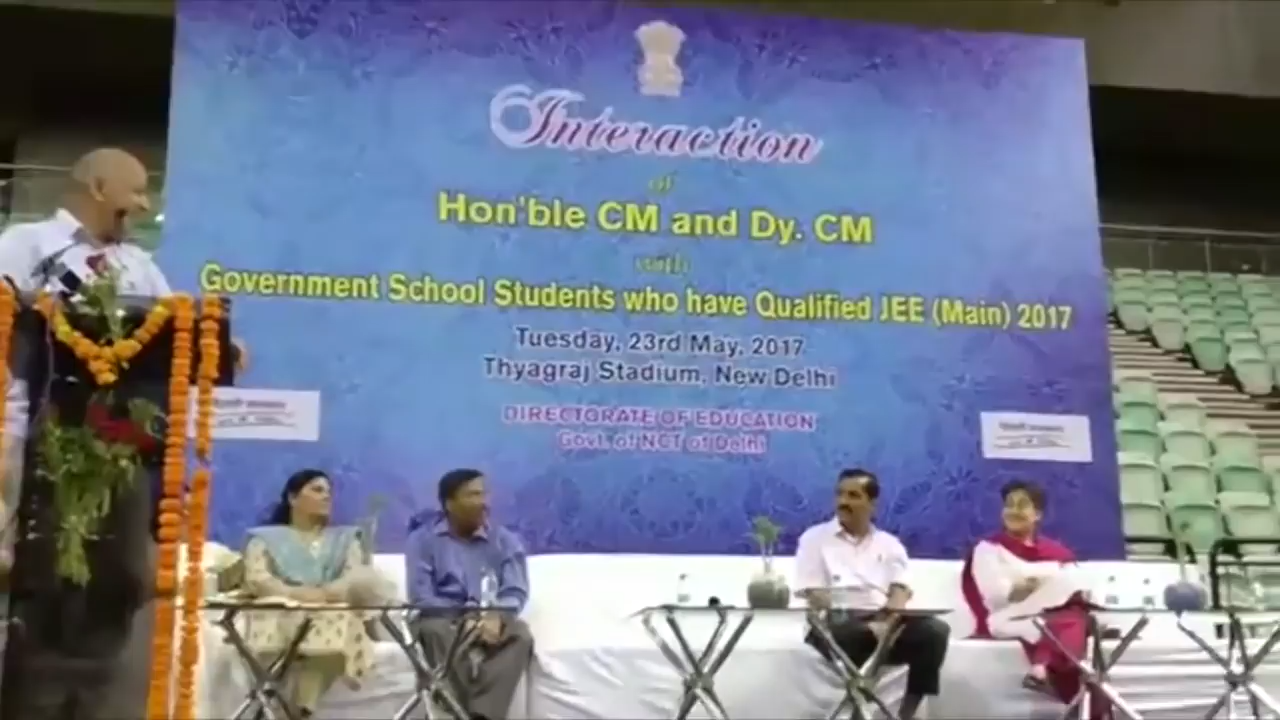 Interaction
of
Hon'ble CM and Dy. CM
with
Government School Students who have Qualified JEE (Main) 2017
Tuesday, 23rd May, 2017
Thyagraj Stadium, New Delhi
DIRECTORATE OF EDUCATION
Govt. of NCT of Delhi